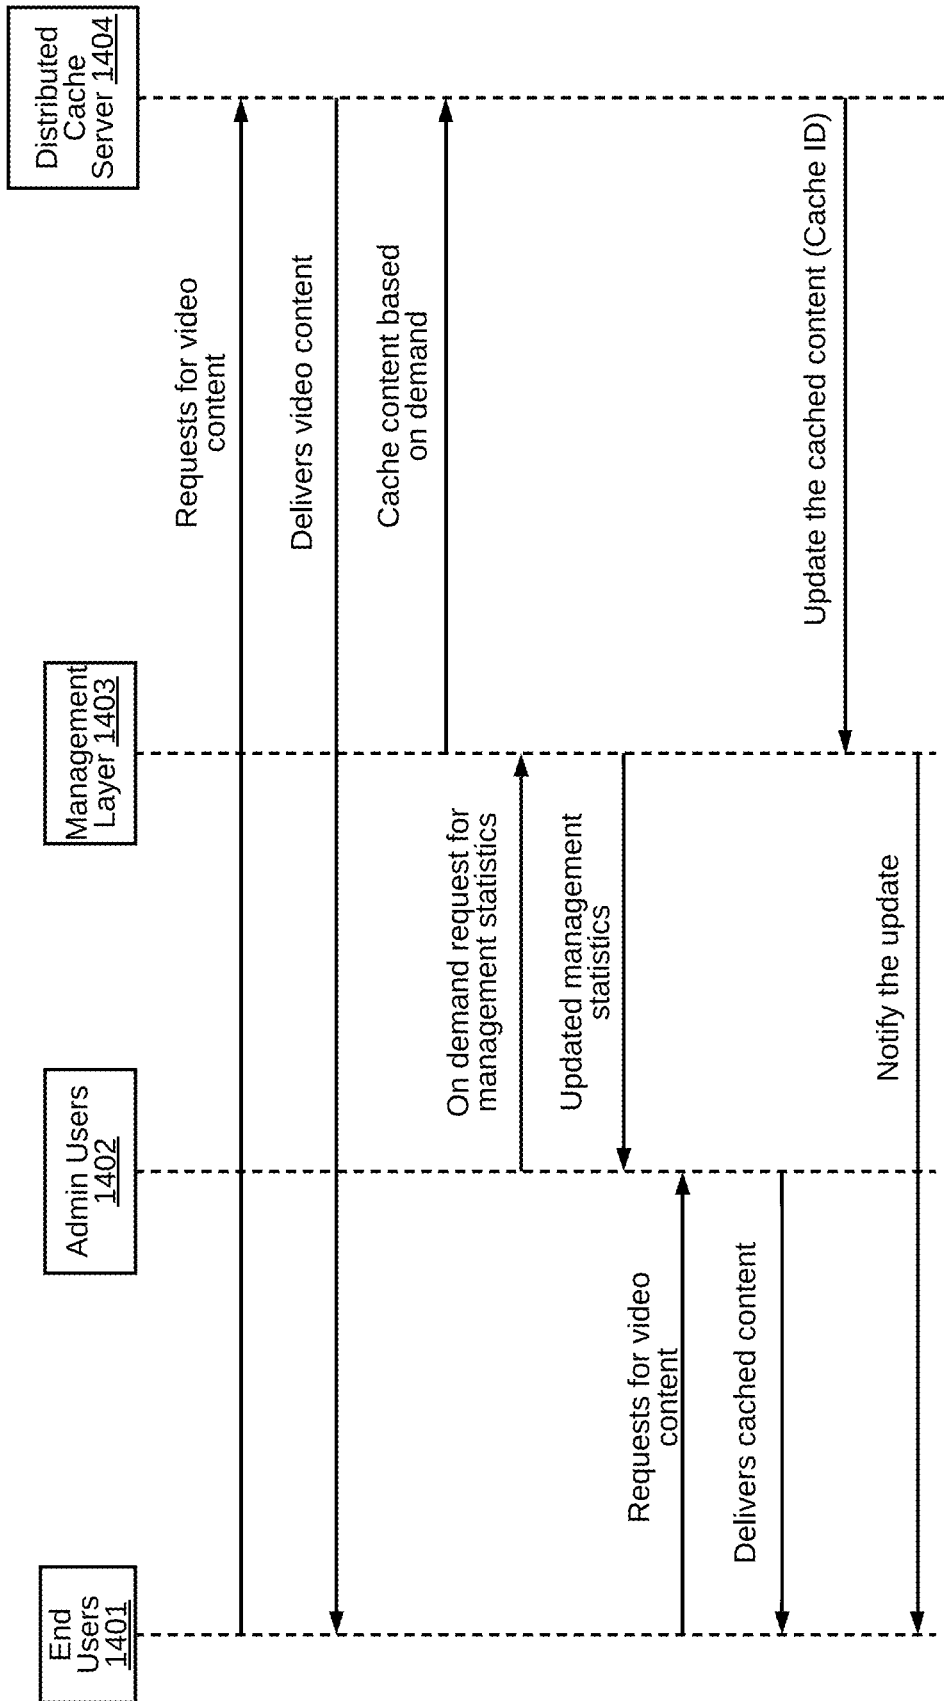 End
Users
1401
Admin Users
1402
Management
Layer 1403
Distributed
Cache
Server 1404
Requests for video
content
Delivers video content
Cache content based
on demand
On demand request for
management statistics
Updated management
statistics
Requests for video
content
Delivers cached content
Update the cached content (Cache ID)
Notify the update